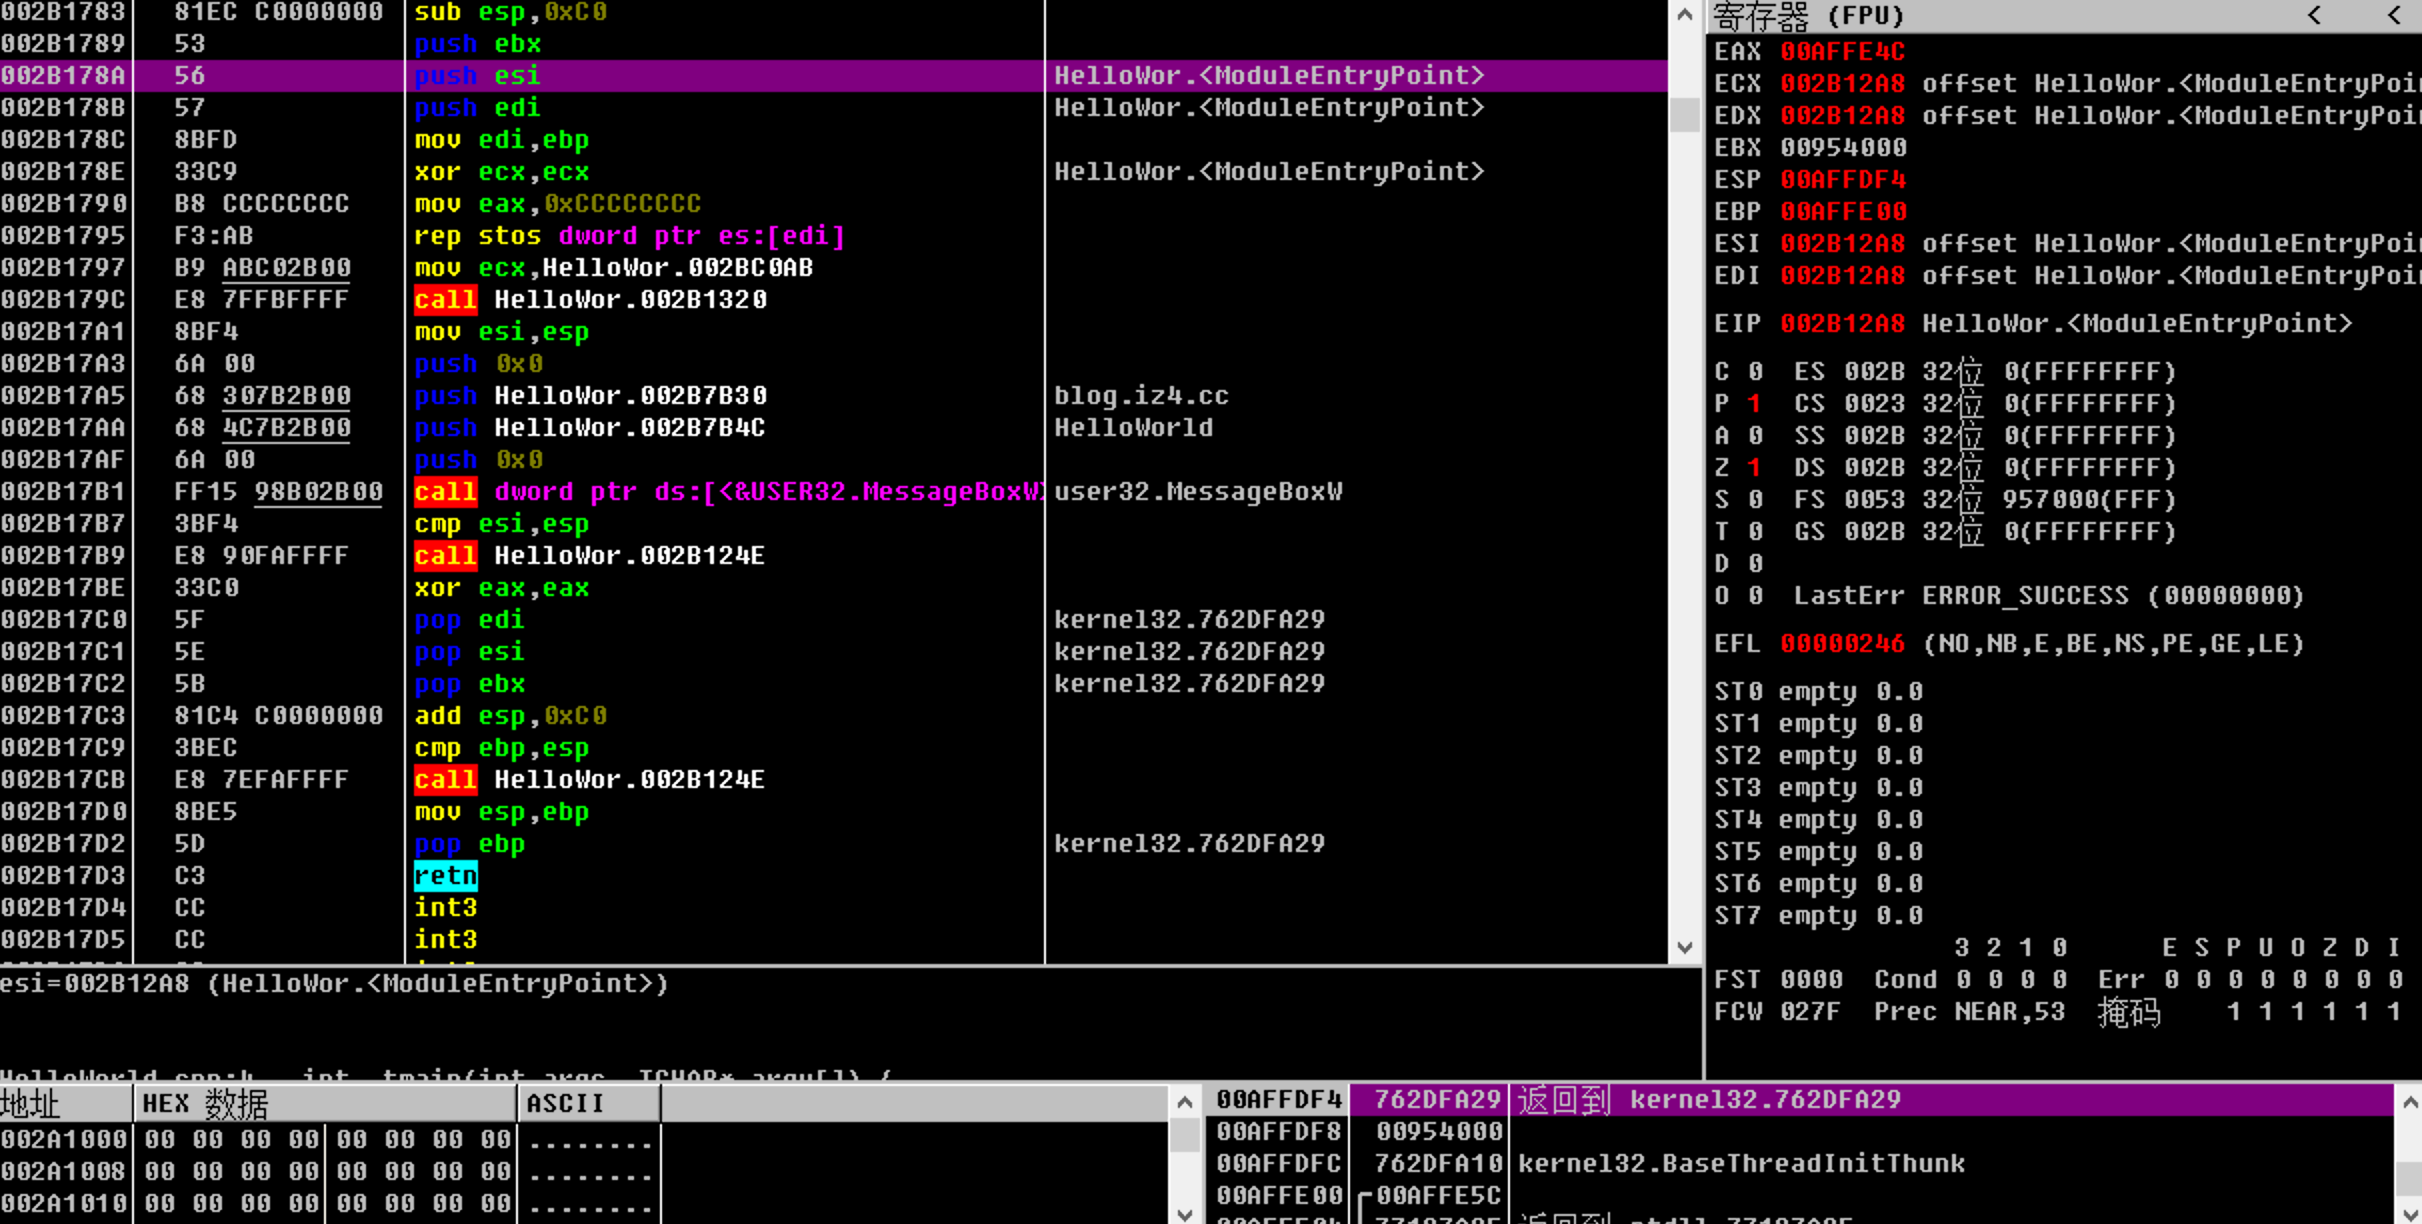 002B1783 81EC C0000000 sub esp,0xC0
002B1789 53 push ebx
002B178A 56 push esi HelloWor.<ModuleEntryPoint>
002B178B 57 push edi HelloWor.<ModuleEntryPoint>
002B178C 8BFD mov edi,ebp
002B178E 33C9 xor ecx,ecx HelloWor.<ModuleEntryPoint>
002B1790 B8 CCCCCCCC mov eax,0xCCCCCCCC
002B1795 F3:AB rep stos dword ptr es:[edi]
002B1797 B9 ABC02B00 mov ecx,HelloWor.002BC0AB
002B179C E8 7FFBFFFF call HelloWor.002B1320
002B17A1 8BF4 mov esi,esp
002B17A3 6A 00 push 0x0
002B17A5 68 307B2B00 push HelloWor.002B7B30 blog.iz4.cc
002B17AA 68 4C7B2B00 push HelloWor.002B7B4C HelloWorld
002B17AF 6A 00 push 0x0
002B17B1 FF15 98B02B00 call dword ptr ds:[<&USER32.MessageBoxW> user32.MessageBoxW
002B17B7 3BF4 cmp esi,esp
002B17B9 E8 90FAFFFF call HelloWor.002B124E
002B17BE 33C0 xor eax,eax
002B17C0 5F pop edi kernel32.762DFA29
002B17C1 5E pop esi kernel32.762DFA29
002B17C2 5B pop ebx kernel32.762DFA29
002B17C3 81C4 C0000000 add esp,0xC0
002B17C9 3BEC cmp ebp,esp
002B17CB E8 7EFAFFFF call HelloWor.002B124E
002B17D0 8BE5 mov esp,ebp
002B17D2 5D pop ebp kernel32.762DFA29
002B17D3 C3 retn
002B17D4 CC int3
002B17D5 CC int3
esi=002B12A8 (HelloWor.<ModuleEntryPoint>)
HelloWorld.cpp:4. int _tmain(int argc, TCHAR* argv[]) {
寄存器 (FPU) < <
EAX 00AFFE4C
ECX 002B12A8 offset HelloWor.<ModuleEntryPoi
EDX 002B12A8 offset HelloWor.<ModuleEntryPoi
EBX 00954000
ESP 00AFFDF4
EBP 00AFFE00
ESI 002B12A8 offset HelloWor.<ModuleEntryPoi
EDI 002B12A8 offset HelloWor.<ModuleEntryPoi
EIP 002B12A8 HelloWor.<ModuleEntryPoint>
C 0 ES 002B 32位 0(FFFFFFFF)
P 1 CS 0023 32位 0(FFFFFFFF)
A 0 SS 002B 32位 0(FFFFFFFF)
Z 1 DS 002B 32位 0(FFFFFFFF)
S 0 FS 0053 32位 957000(FFF)
T 0 GS 002B 32位 0(FFFFFFFF)
D 0
O 0 LastErr ERROR_SUCCESS (00000000)
EFL 00000246 (NO,NB,E,BE,NS,PE,GE,LE)
ST0 empty 0.0
ST1 empty 0.0
ST2 empty 0.0
ST3 empty 0.0
ST4 empty 0.0
ST5 empty 0.0
ST6 empty 0.0
ST7 empty 0.0
3 2 1 0 E S P U O Z D I
FST 0000 Cond 0 0 0 0 Err 0 0 0 0 0 0 0 0
FCW 027F Prec NEAR,53 掩码 1 1 1 1 1 1
地址 HEX 数据 ASCII
002A1000 00 00 00 00 00 00 00 00 ........
002A1008 00 00 00 00 00 00 00 00 ........
002A1010 00 00 00 00 00 00 00 00 ........
00AFFDF4 762DFA29 返回到 kernel32.762DFA29
00AFFDF8 00954000
00AFFDFC 762DFA10 kernel32.BaseThreadInitThunk
00AFFE00 00AFFE5C